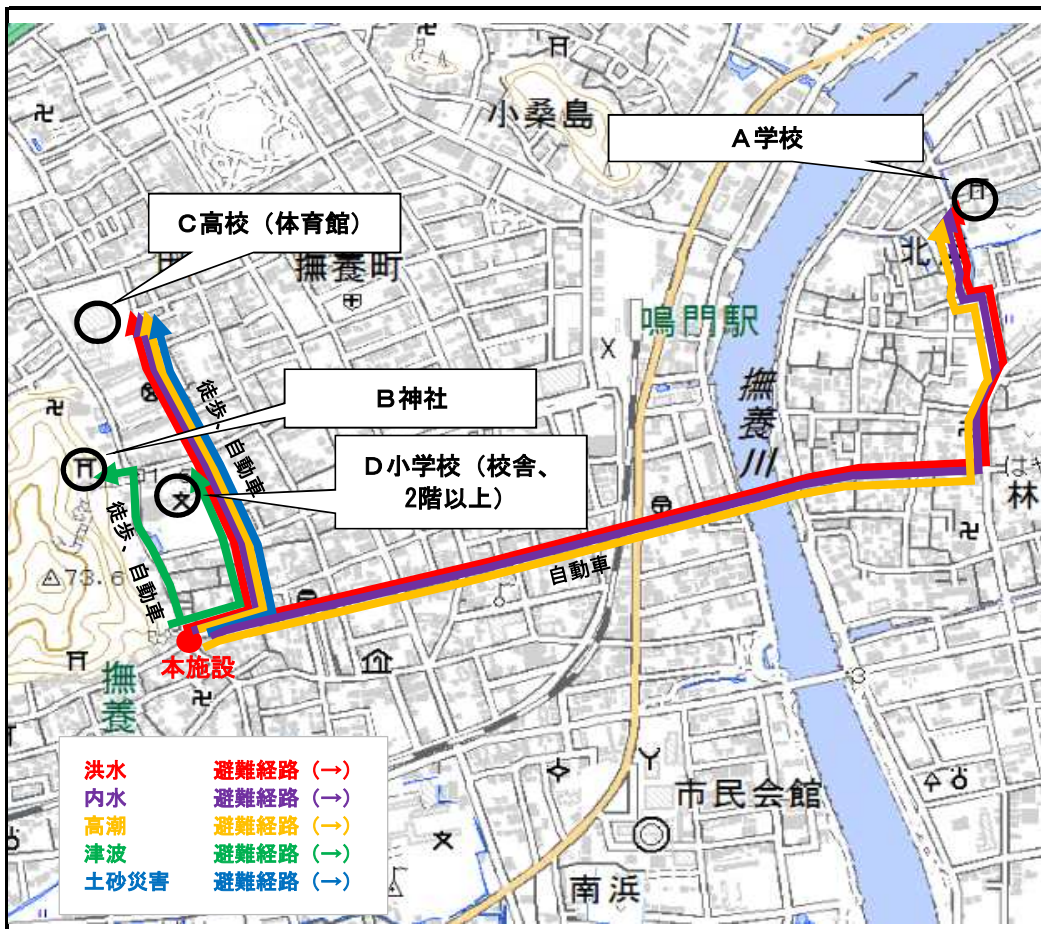 小桑島
A学校
C高校（体育館）
撫養町
鳴門駅
B神社
撫養川
D小学校（校舎、
2階以上）
徒歩、自動車
徒歩、自動車
林
73.6
自動車
本施設
撫養
洪水 避難経路（→）
内水 避難経路（→）
高潮 避難経路（→）
津波 避難経路（→）
土砂災害 避難経路（→）
市民会館
南浜